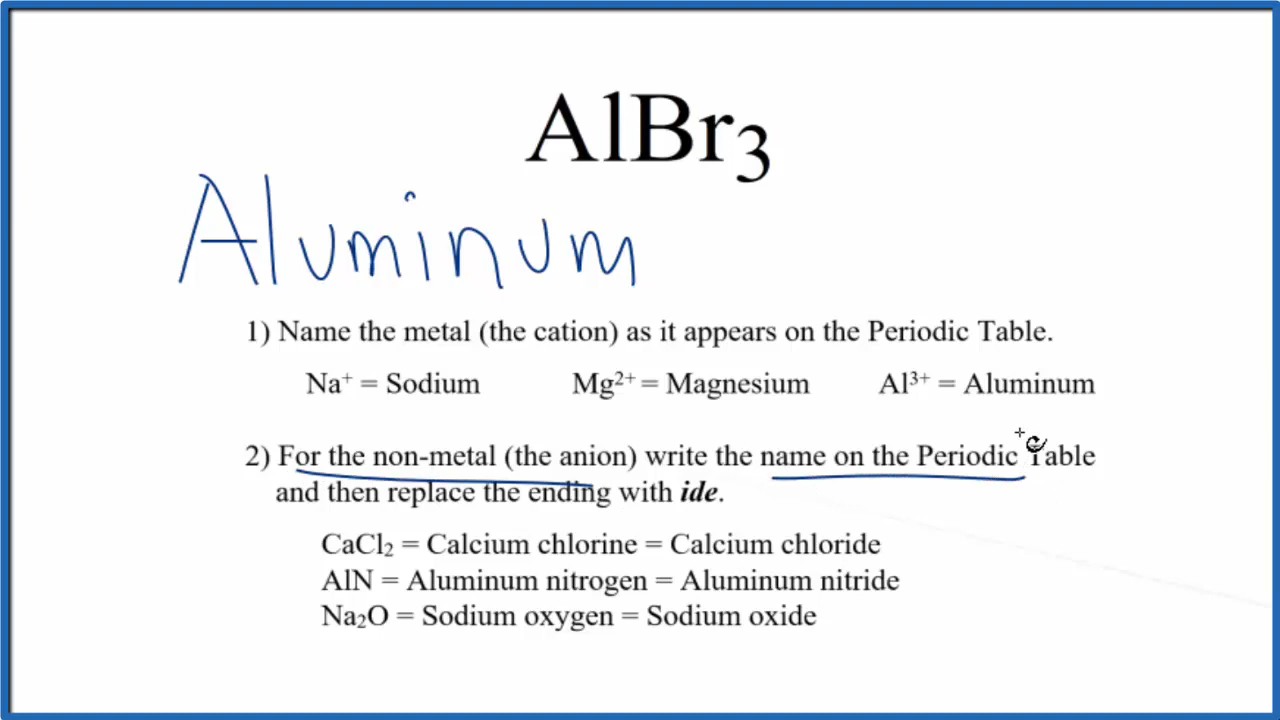 AlBr₃
Aluminum
1) Name the metal (the cation) as it appears on the Periodic Table.
Na⁺ = Sodium Mg²⁺ = Magnesium Al³⁺ = Aluminum
2) For the non-metal (the anion) write the name on the Periodic Table
and then replace the ending with ide.
CaCl₂ = Calcium chlorine = Calcium chloride
AlN = Aluminum nitrogen = Aluminum nitride
Na₂O = Sodium oxygen = Sodium oxide